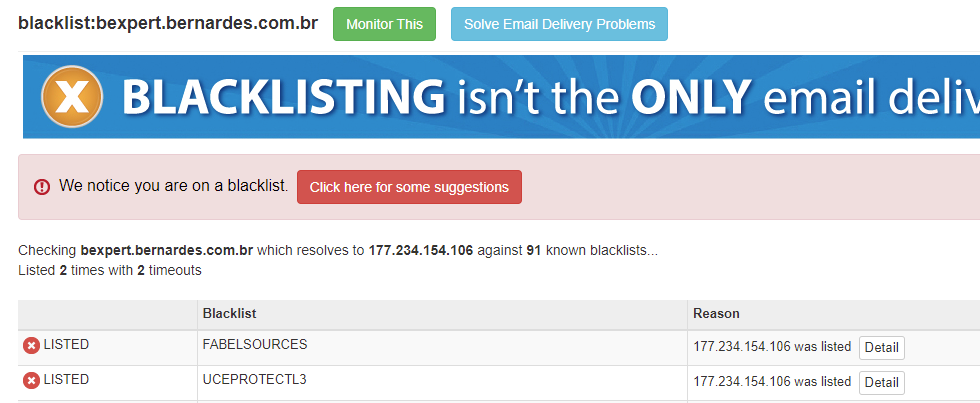 blacklist:bexpert.bernardes.com.br Monitor This Solve Email Delivery Problems
BLACKLISTING isn't the ONLY email
We notice you are on a blacklist. Click here for some suggestions
Checking bexpert.bernardes.com.br which resolves to 177.234.154.106 against 91 known blacklists...
Listed 2 times with 2 timeouts
Blacklist Reason
LISTED FABELSOURCES 177.234.154.106 was listed Detail
LISTED UCEPROTECTL3 177.234.154.106 was listed Detail